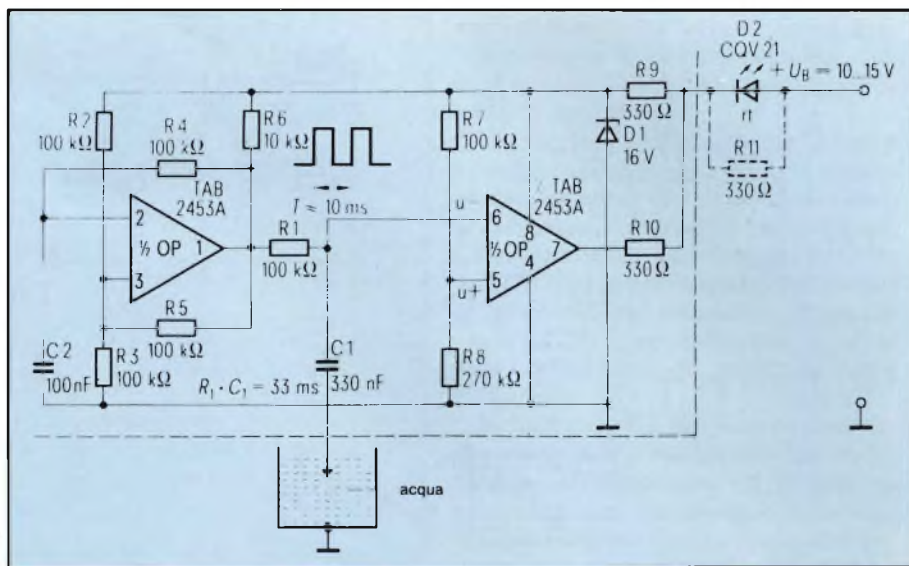 D2
CQV 21
+ U_B = 10...15 V
rt
R11
330 Ω
R9
330 Ω
D1
16 V
R10
330 Ω
R2
100 kΩ
R4
100 kΩ
R6
10 kΩ
T = 10 ms
R7
100 kΩ
TAB
2453A
2
½ OP
1
3
R1
100 kΩ
u-
TAB
2453A
6
8
½ OP
7
4
5
u+
R5
100 kΩ
C2
100nF
R3
100 kΩ
R1 · C1 = 33 ms
C1
330 nF
R8
270 kΩ
acqua